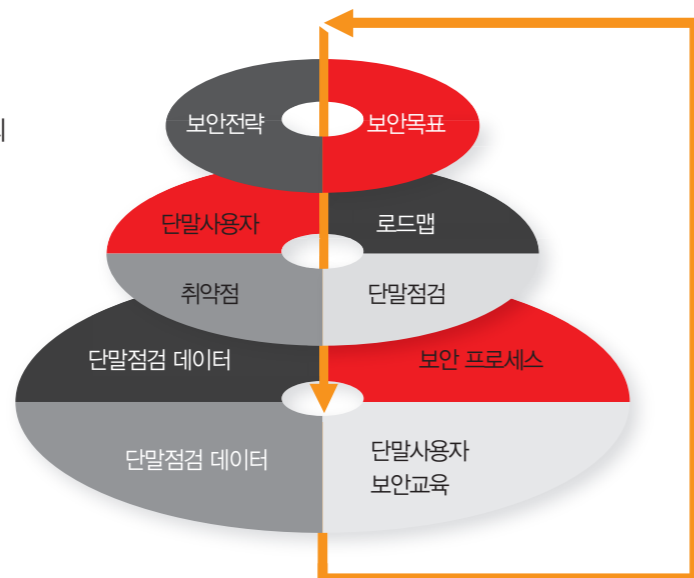 보안전략
보안목표
단말사용자
로드맵
취약점
단말점검
단말점검 데이터
보안 프로세스
단말점검 데이터
단말사용자
보안교육